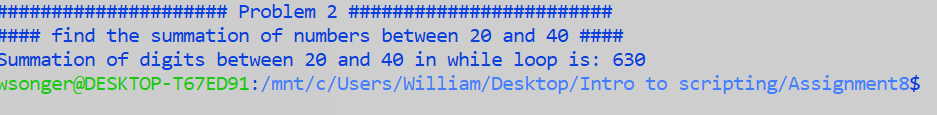 ##################### Problem 2 ########################
#### find the summation of numbers between 20 and 40 ####
Summation of digits between 20 and 40 in while loop is: 630
wsonger@DESKTOP-T67ED91:/mnt/c/Users/William/Desktop/Intro to scripting/Assignment8$